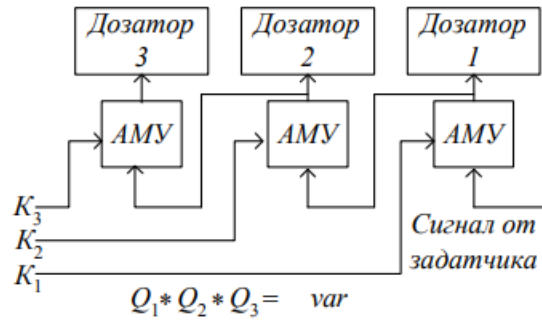 Дозатор 3
Дозатор 2
Дозатор 1
АМУ
АМУ
АМУ
K3
K2
K1
Сигнал от
задатчика
Q1* Q2* Q3= var